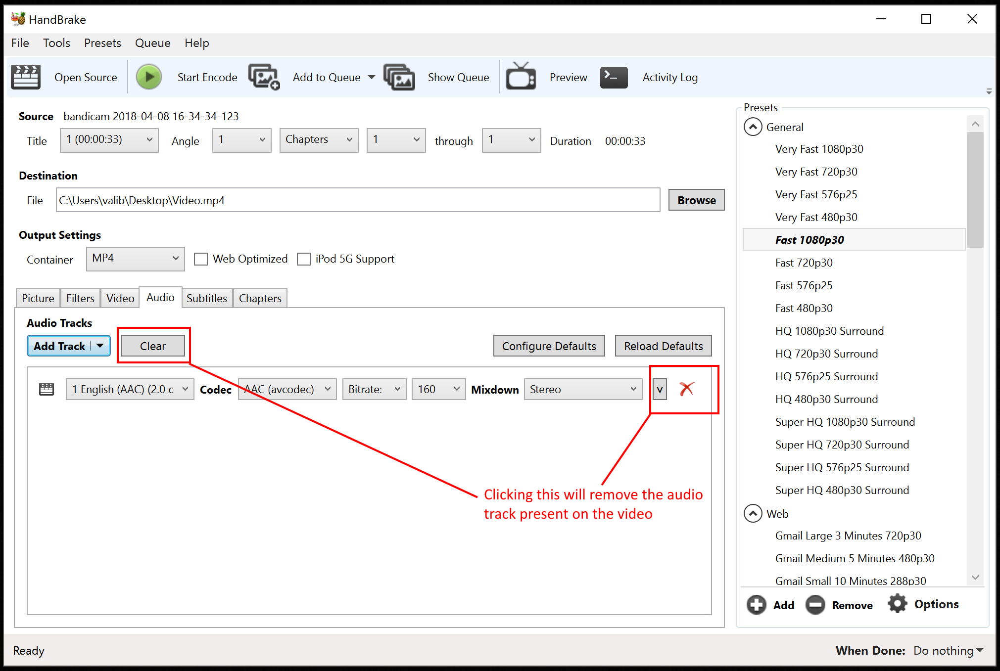 HandBrake
File Tools Presets Queue Help
Open Source Start Encode Add to Queue Show Queue Preview Activity Log
Source bandicam 2018-04-08 16-34-34-123
Title 1 (00:00:33) Angle 1 Chapters 1 through 1 Duration 00:00:33
Destination
File C:\Users\valib\Desktop\Video.mp4 Browse
Output Settings
Container MP4 Web Optimized iPod 5G Support
Picture Filters Video Audio Subtitles Chapters
Audio Tracks
Add Track Clear Configure Defaults Reload Defaults
1 English (AAC) (2.0 c Codec AAC (avcodec) Bitrate: 160 Mixdown Stereo v
Clicking this will remove the audio
track present on the video
Presets
General
Very Fast 1080p30
Very Fast 720p30
Very Fast 576p25
Very Fast 480p30
Fast 1080p30
Fast 720p30
Fast 576p25
Fast 480p30
HQ 1080p30 Surround
HQ 720p30 Surround
HQ 576p25 Surround
HQ 480p30 Surround
Super HQ 1080p30 Surround
Super HQ 720p30 Surround
Super HQ 576p25 Surround
Super HQ 480p30 Surround
Web
Gmail Large 3 Minutes 720p30
Gmail Medium 5 Minutes 480p30
Gmail Small 10 Minutes 288p30
Add Remove Options
Ready When Done: Do nothing